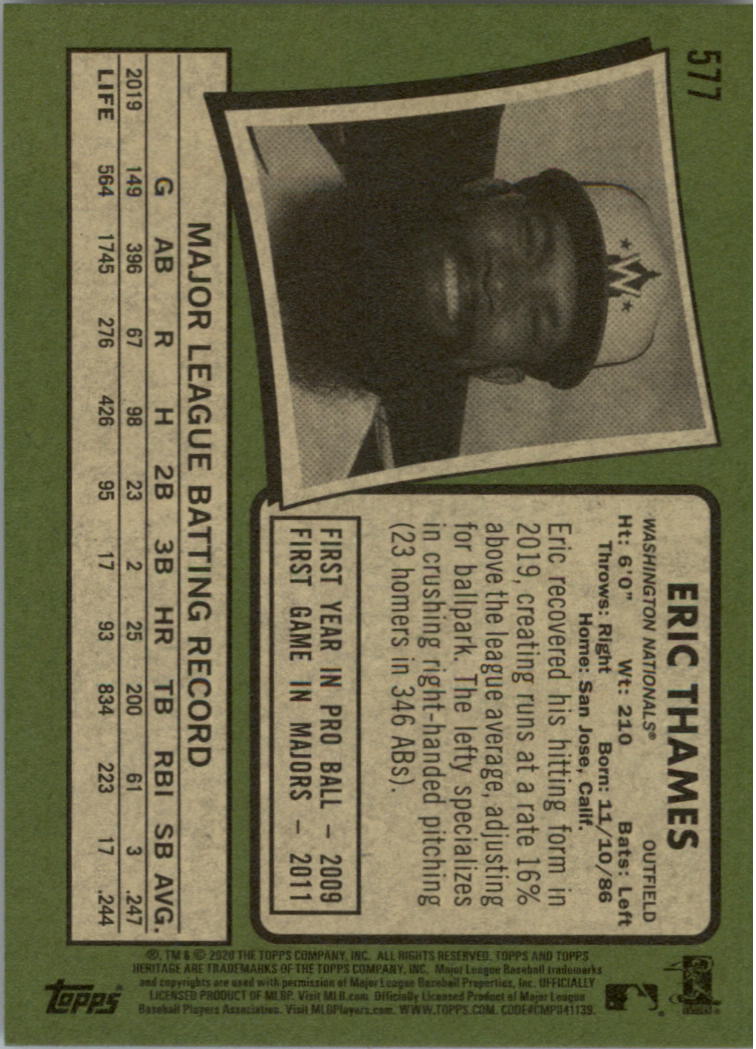 577
W
ERIC THAMES
WASHINGTON NATIONALS® OUTFIELD
Ht: 6'0" Wt: 210 Bats: Left
Throws: Right Born: 11/10/86
Home: San Jose, Calif.
Eric recovered his hitting form in
2019, creating runs at a rate 16%
above the league average, adjusting
for ballpark. The lefty specializes
in crushing right-handed pitching
(23 homers in 346 ABs).
FIRST YEAR IN PRO BALL – 2009
FIRST GAME IN MAJORS – 2011
MAJOR LEAGUE BATTING RECORD
G AB R H 2B 3B HR TB RBI SB AVG.
2019 149 396 67 98 23 2 25 200 61 3 .247
LIFE 564 1745 276 426 95 17 93 834 223 17 .244
®, TM & © 2020 THE TOPPS COMPANY, INC. ALL RIGHTS RESERVED. TOPPS AND TOPPS
HERITAGE ARE TRADEMARKS OF THE TOPPS COMPANY, INC. Major League Baseball trademarks
and copyrights are used with permission of Major League Baseball Properties, Inc. OFFICIALLY
LICENSED PRODUCT OF MLBP. Visit MLB.com Officially Licensed Product of Major League
Baseball Players Association. Visit MLBPlayers.com. WWW.TOPPS.COM. CODE#CMP041139.
topps